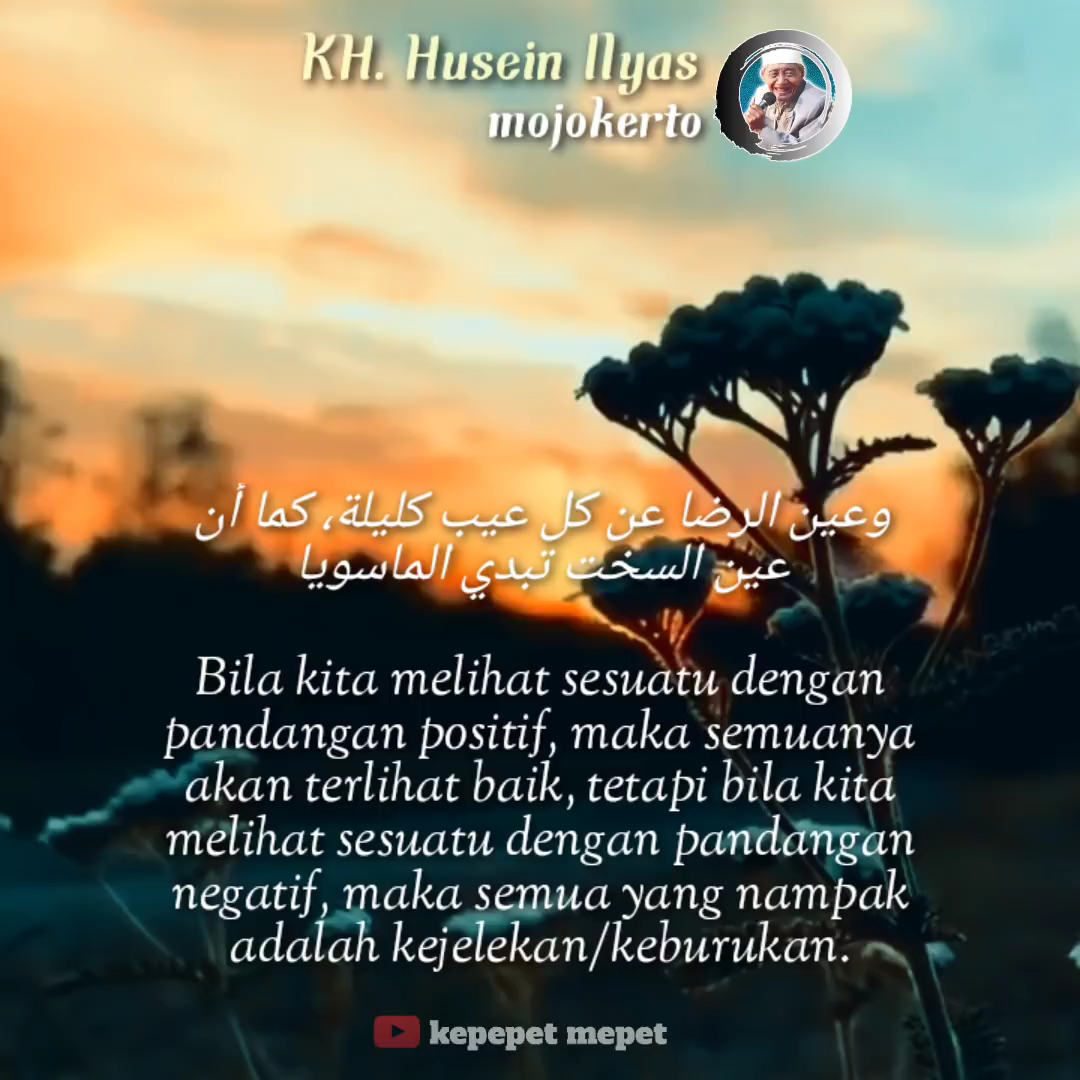 KH. Husein Ilyas
mojokerto
وعين الرضا عن كل عيب كليلة، كما أن
عين السخت تبدي الماسويا
Bila kita melihat sesuatu dengan
pandangan positif, maka semuanya
akan terlihat baik, tetapi bila kita
melihat sesuatu dengan pandangan
negatif, maka semua yang nampak
adalah kejelekan/keburukan.
kepepet mepet